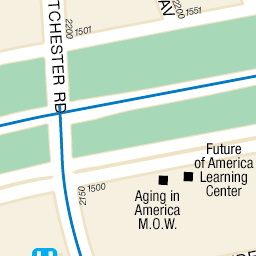 2200
1501
AV
2200
1551
TCHESTER RD
Future
of America
Learning
Center
1500
2150
Aging in
America
M.O.W.
H